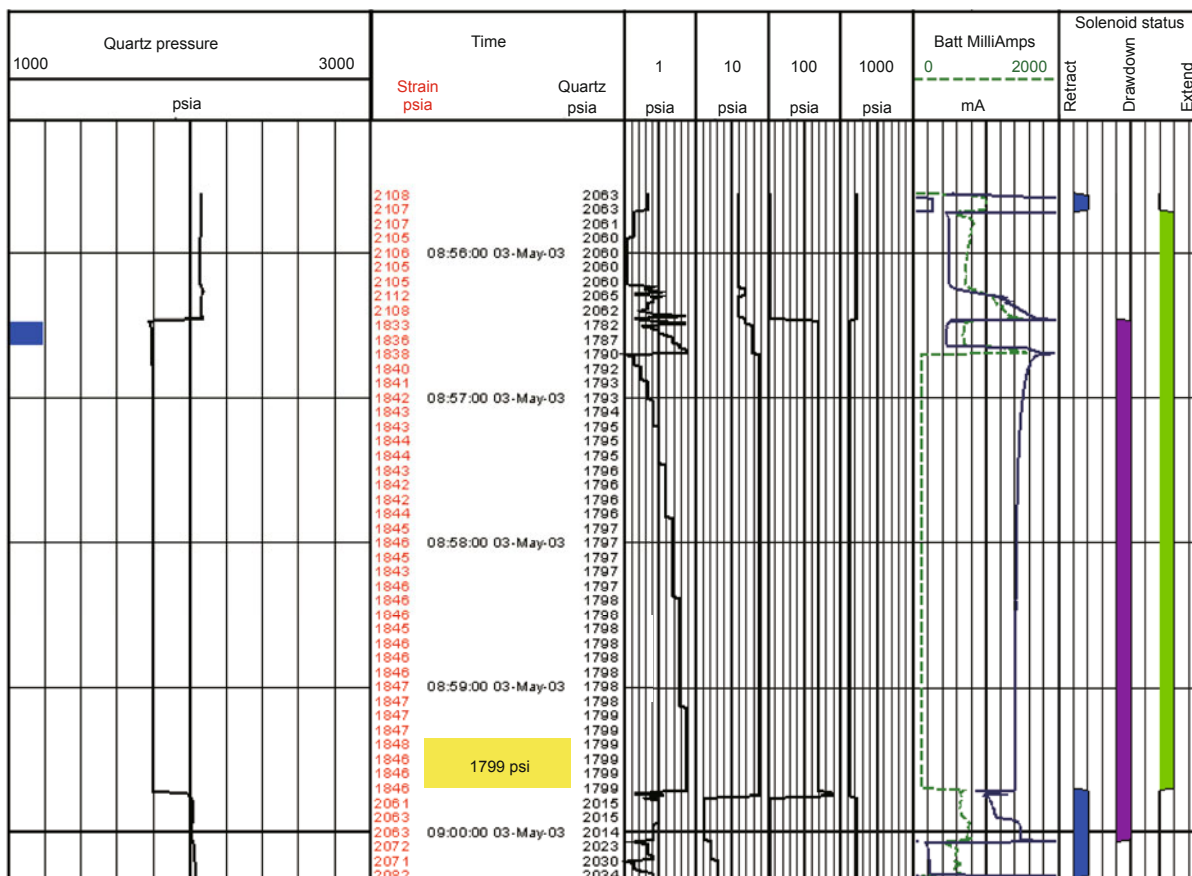 Quartz pressure
1000 3000
psia
Time
Strain
psia
Quartz
psia
1 10 100 1000
psia psia psia psia
Batt MilliAmps
0 2000
mA
Solenoid status
Retract
Drawdown
Extend
2108 2063
2107 2063
2107 2061
2105 2060
2106 08:56:00 03-May-03 2060
2105 2060
2105 2060
2112 2065
2108 2062
1833 1782
1836 1787
1838 1790
1840 1792
1841 1793
1842 08:57:00 03-May-03 1793
1843 1794
1843 1795
1844 1795
1844 1795
1843 1796
1842 1796
1842 1796
1844 1796
1845 1797
1846 08:58:00 03-May-03 1797
1845 1797
1843 1797
1846 1797
1846 1798
1846 1798
1845 1798
1846 1798
1846 1798
1846 1798
1847 08:59:00 03-May-03 1798
1847 1798
1847 1799
1847 1799
1848 1799
1846 1799
1799 psi
1846 1799
1846 1799
2061 2015
2063 2015
2063 09:00:00 03-May-03 2014
2072 2023
2071 2030
2082 2034